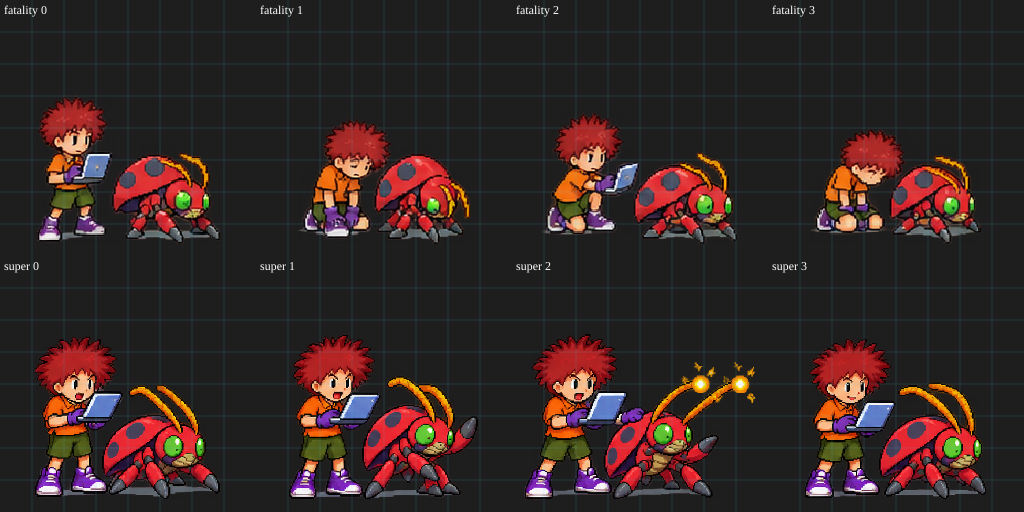 fatality 0
fatality 1
fatality 2
fatality 3
super 0
super 1
super 2
super 3